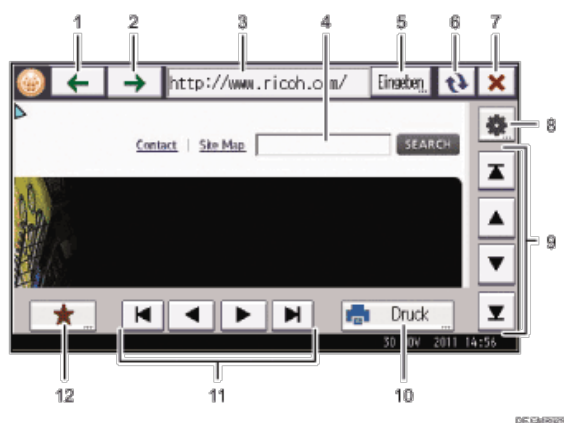 1 2 3 4 5 6 7
http://www.ricoh.com/ Eingeben
8
Contact | Site Map SEARCH
9
Druck
30 NOV 2011 14:56
12 11 10